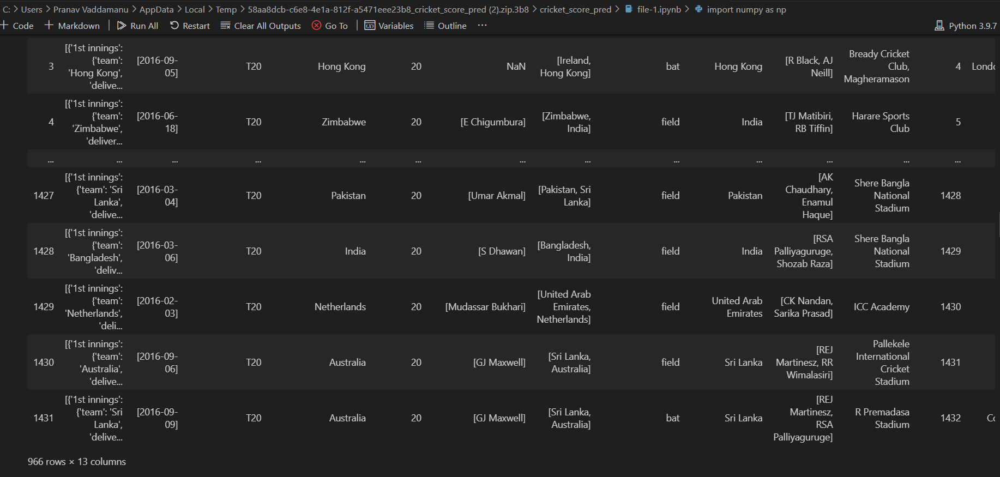 C: > Users > Pranav Vaddamanu > AppData > Local > Temp > 58aa8dcb-c6e8-4e1a-812f-a5471eee23b8_cricket_score_pred (2).zip.3b8 > cricket_score_pred > file-1.ipynb > import numpy as np
+ Code + Markdown | Run All Restart Clear All Outputs Go To | Variables Outline ... Python 3.9.7
[{'1st innings':
{'team':
'Hong Kong',
'delive...
3 [2016-09-
05] T20 Hong Kong 20 NaN [Ireland,
Hong Kong] bat Hong Kong [R Black, AJ
Neill] Bready Cricket
Club,
Magheramason 4 Londo
[{'1st innings':
{'team':
'Zimbabwe',
'deliver...
4 [2016-06-
18] T20 Zimbabwe 20 [E Chigumbura] [Zimbabwe,
India] field India [TJ Matibiri,
RB Tiffin] Harare Sports
Club 5
... ... ... ... ... ... ... ... ... ... ... ... ...
[{'1st innings':
{'team': 'Sri
Lanka',
'delive...
1427 [2016-03-
04] T20 Pakistan 20 [Umar Akmal] [Pakistan, Sri
Lanka] field Pakistan [AK
Chaudhary,
Enamul
Haque] Shere Bangla
National
Stadium 1428
[{'1st innings':
{'team':
'Bangladesh',
'deliv...
1428 [2016-03-
06] T20 India 20 [S Dhawan] [Bangladesh,
India] field India [RSA
Palliyaguruge,
Shozab Raza] Shere Bangla
National
Stadium 1429
[{'1st innings':
{'team':
'Netherlands',
'deli...
1429 [2016-02-
03] T20 Netherlands 20 [Mudassar Bukhari] [United Arab
Emirates,
Netherlands] field United Arab
Emirates [CK Nandan,
Sarika Prasad] ICC Academy 1430
[{'1st innings':
{'team':
'Australia',
'delive...
1430 [2016-09-
06] T20 Australia 20 [GJ Maxwell] [Sri Lanka,
Australia] field Sri Lanka [REJ
Martinesz, RR
Wimalasiri] Pallekele
International
Cricket
Stadium 1431
[{'1st innings':
{'team': 'Sri
Lanka',
'delive...
1431 [2016-09-
09] T20 Australia 20 [GJ Maxwell] [Sri Lanka,
Australia] bat Sri Lanka [REJ
Martinesz,
RSA
Palliyaguruge] R Premadasa
Stadium 1432 Co
966 rows × 13 columns